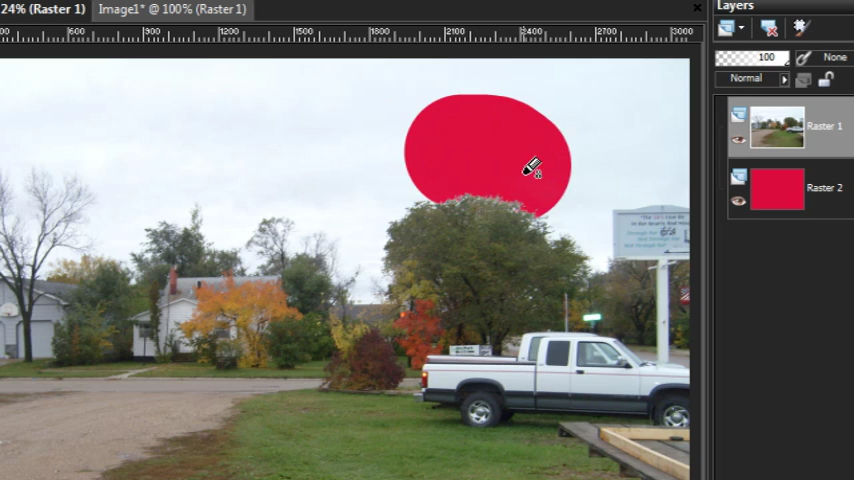 24% (Raster 1)
Image1* @ 100% (Raster 1)
Layers
600
900
1200
1500
1800
2100
2400
2700
3000
100
None
Normal
Raster 1
Raster 2